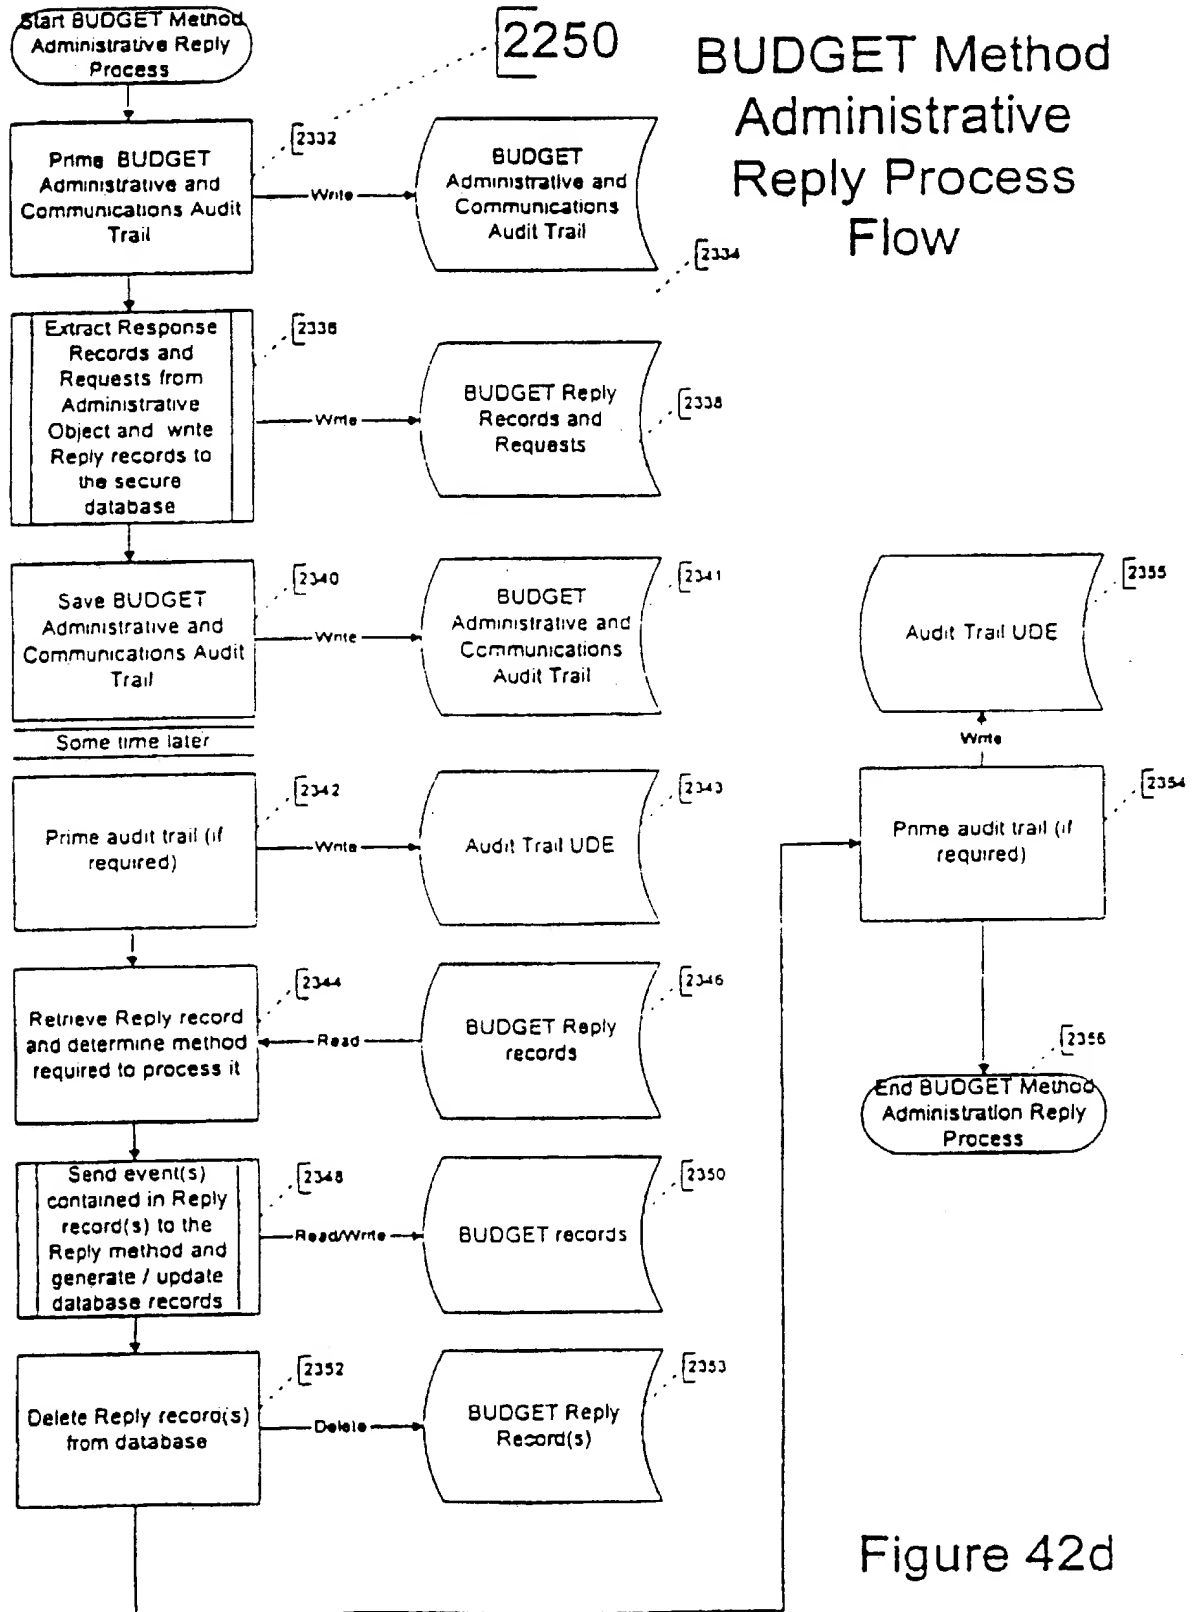 Start BUDGET Method
Administrative Reply
Process
2250
BUDGET Method
Administrative
Reply Process
Flow
2332
Prime BUDGET
Administrative and
Communications Audit
Trail
Write
BUDGET
Administrative and
Communications
Audit Trail
2334
2336
Extract Response
Records and
Requests from
Administrative
Object and write
Reply records to
the secure
database
Write
BUDGET Reply
Records and
Requests
2338
2340
Save BUDGET
Administrative and
Communications Audit
Trail
Write
BUDGET
Administrative and
Communications
Audit Trail
2341
Some time later
2342
Prime audit trail (if
required)
Write
Audit Trail UDE
2343
2344
Retrieve Reply record
and determine method
required to process it
Read
BUDGET Reply
records
2346
2348
Send event(s)
contained in Reply
record(s) to the
Reply method and
generate / update
database records
Read/Write
BUDGET records
2350
2352
Delete Reply record(s)
from database
Delete
BUDGET Reply
Record(s)
2353
Audit Trail UDE
2355
Write
Prime audit trail (if
required)
2354
2356
End BUDGET Method
Administration Reply
Process
Figure 42d